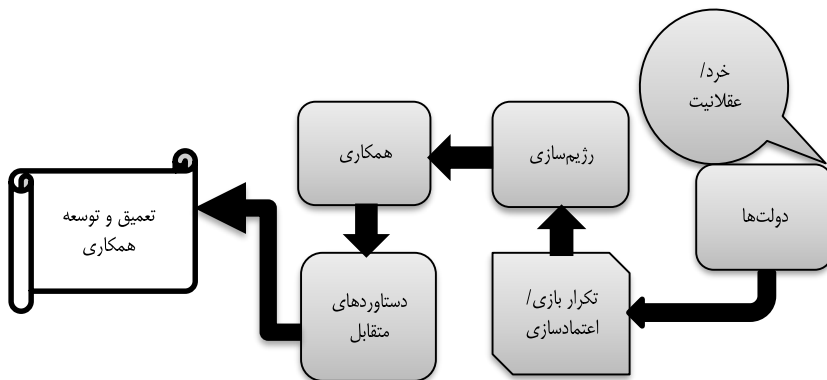 خرد/
عقلانیت
دولت‌ها
تکرار بازی/
اعتمادسازی
رژیم‌سازی
همکاری
دستاوردهای
متقابل
تعمیق و توسعه
همکاری